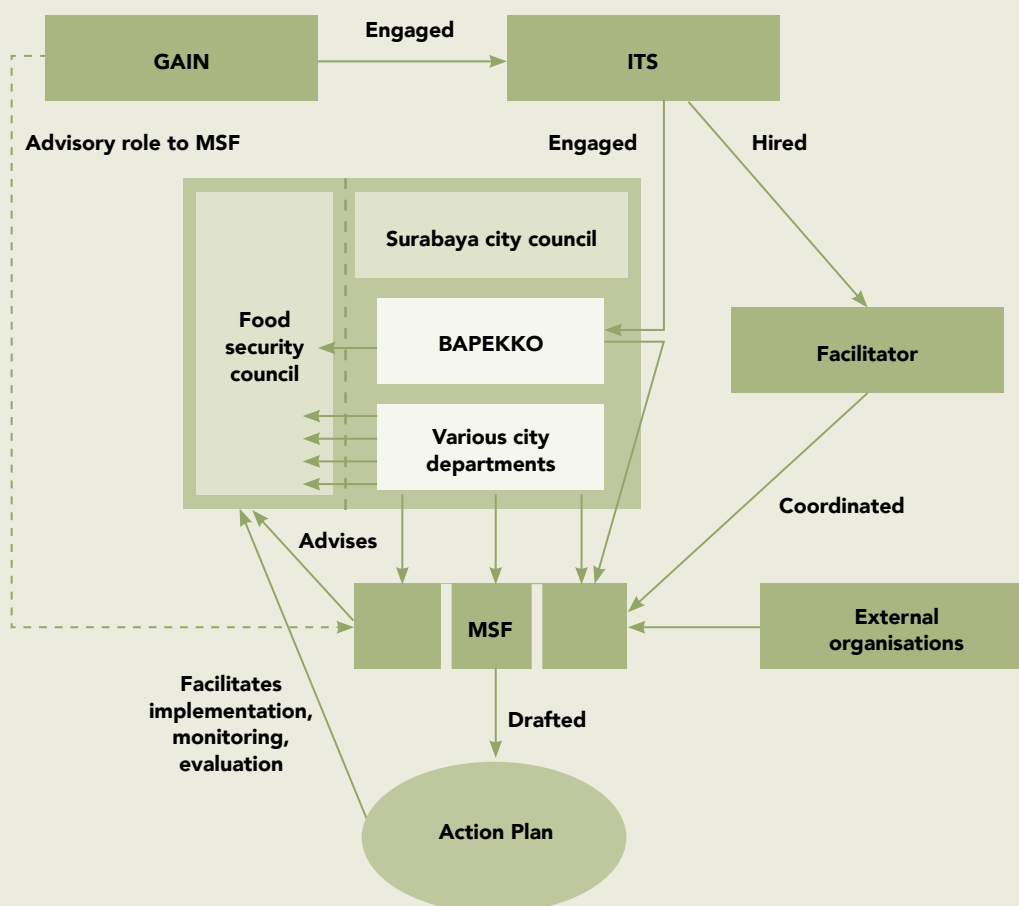 Engaged
GAIN
ITS
Advisory role to MSF
Engaged
Hired
Surabaya city council
Food
security
council
BAPEKKO
Facilitator
Various city
departments
Coordinated
Advises
MSF
External
organisations
Facilitates
implementation,
monitoring,
evaluation
Drafted
Action Plan